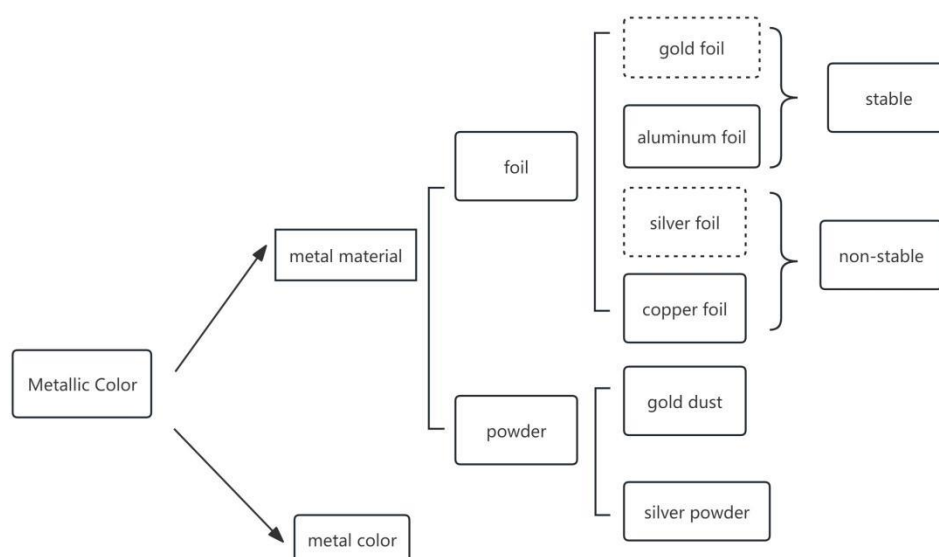 gold foil
stable
aluminum foil
foil
silver foil
metal material
non-stable
copper foil
Metallic Color
gold dust
powder
silver powder
metal color